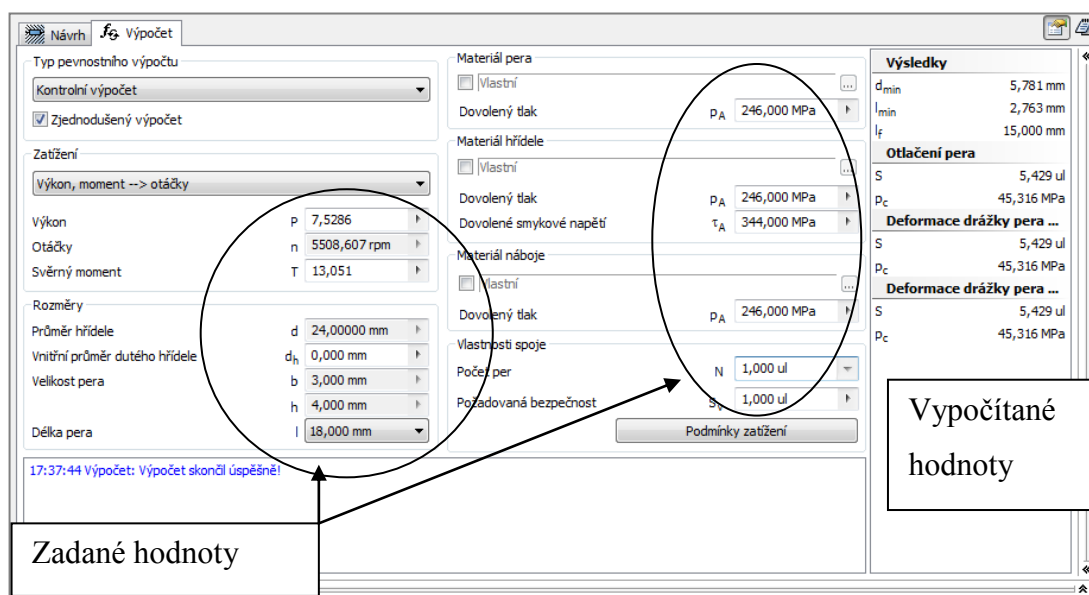 Návrh
Výpočet
Typ pevnostního výpočtu
Kontrolní výpočet
Zjednodušený výpočet
Zatížení
Výkon, moment --> otáčky
Výkon P 7,5286
Otáčky n 5508,607 rpm
Svěrný moment T 13,051
Rozměry
Průměr hřídele d 24,00000 mm
Vnitřní průměr dutého hřídele dh 0,000 mm
Velikost pera b 3,000 mm
h 4,000 mm
Délka pera l 18,000 mm
Materiál pera
Vlastní ...
Dovolený tlak pA 246,000 MPa
Materiál hřídele
Vlastní ...
Dovolený tlak pA 246,000 MPa
Dovolené smykové napětí τA 344,000 MPa
Materiál náboje
Vlastní ...
Dovolený tlak pA 246,000 MPa
Vlastnosti spoje
Počet per N 1,000 ul
Požadovaná bezpečnost Sv 1,000 ul
Podmínky zatížení
Výsledky
dmin 5,781 mm
lmin 2,763 mm
lf 15,000 mm
Otlačení pera
S 5,429 ul
pc 45,316 MPa
Deformace drážky pera ...
S 5,429 ul
pc 45,316 MPa
Deformace drážky pera ...
S 5,429 ul
pc 45,316 MPa
Vypočítané
hodnoty
17:37:44 Výpočet: Výpočet skončil úspěšně!
Zadané hodnoty